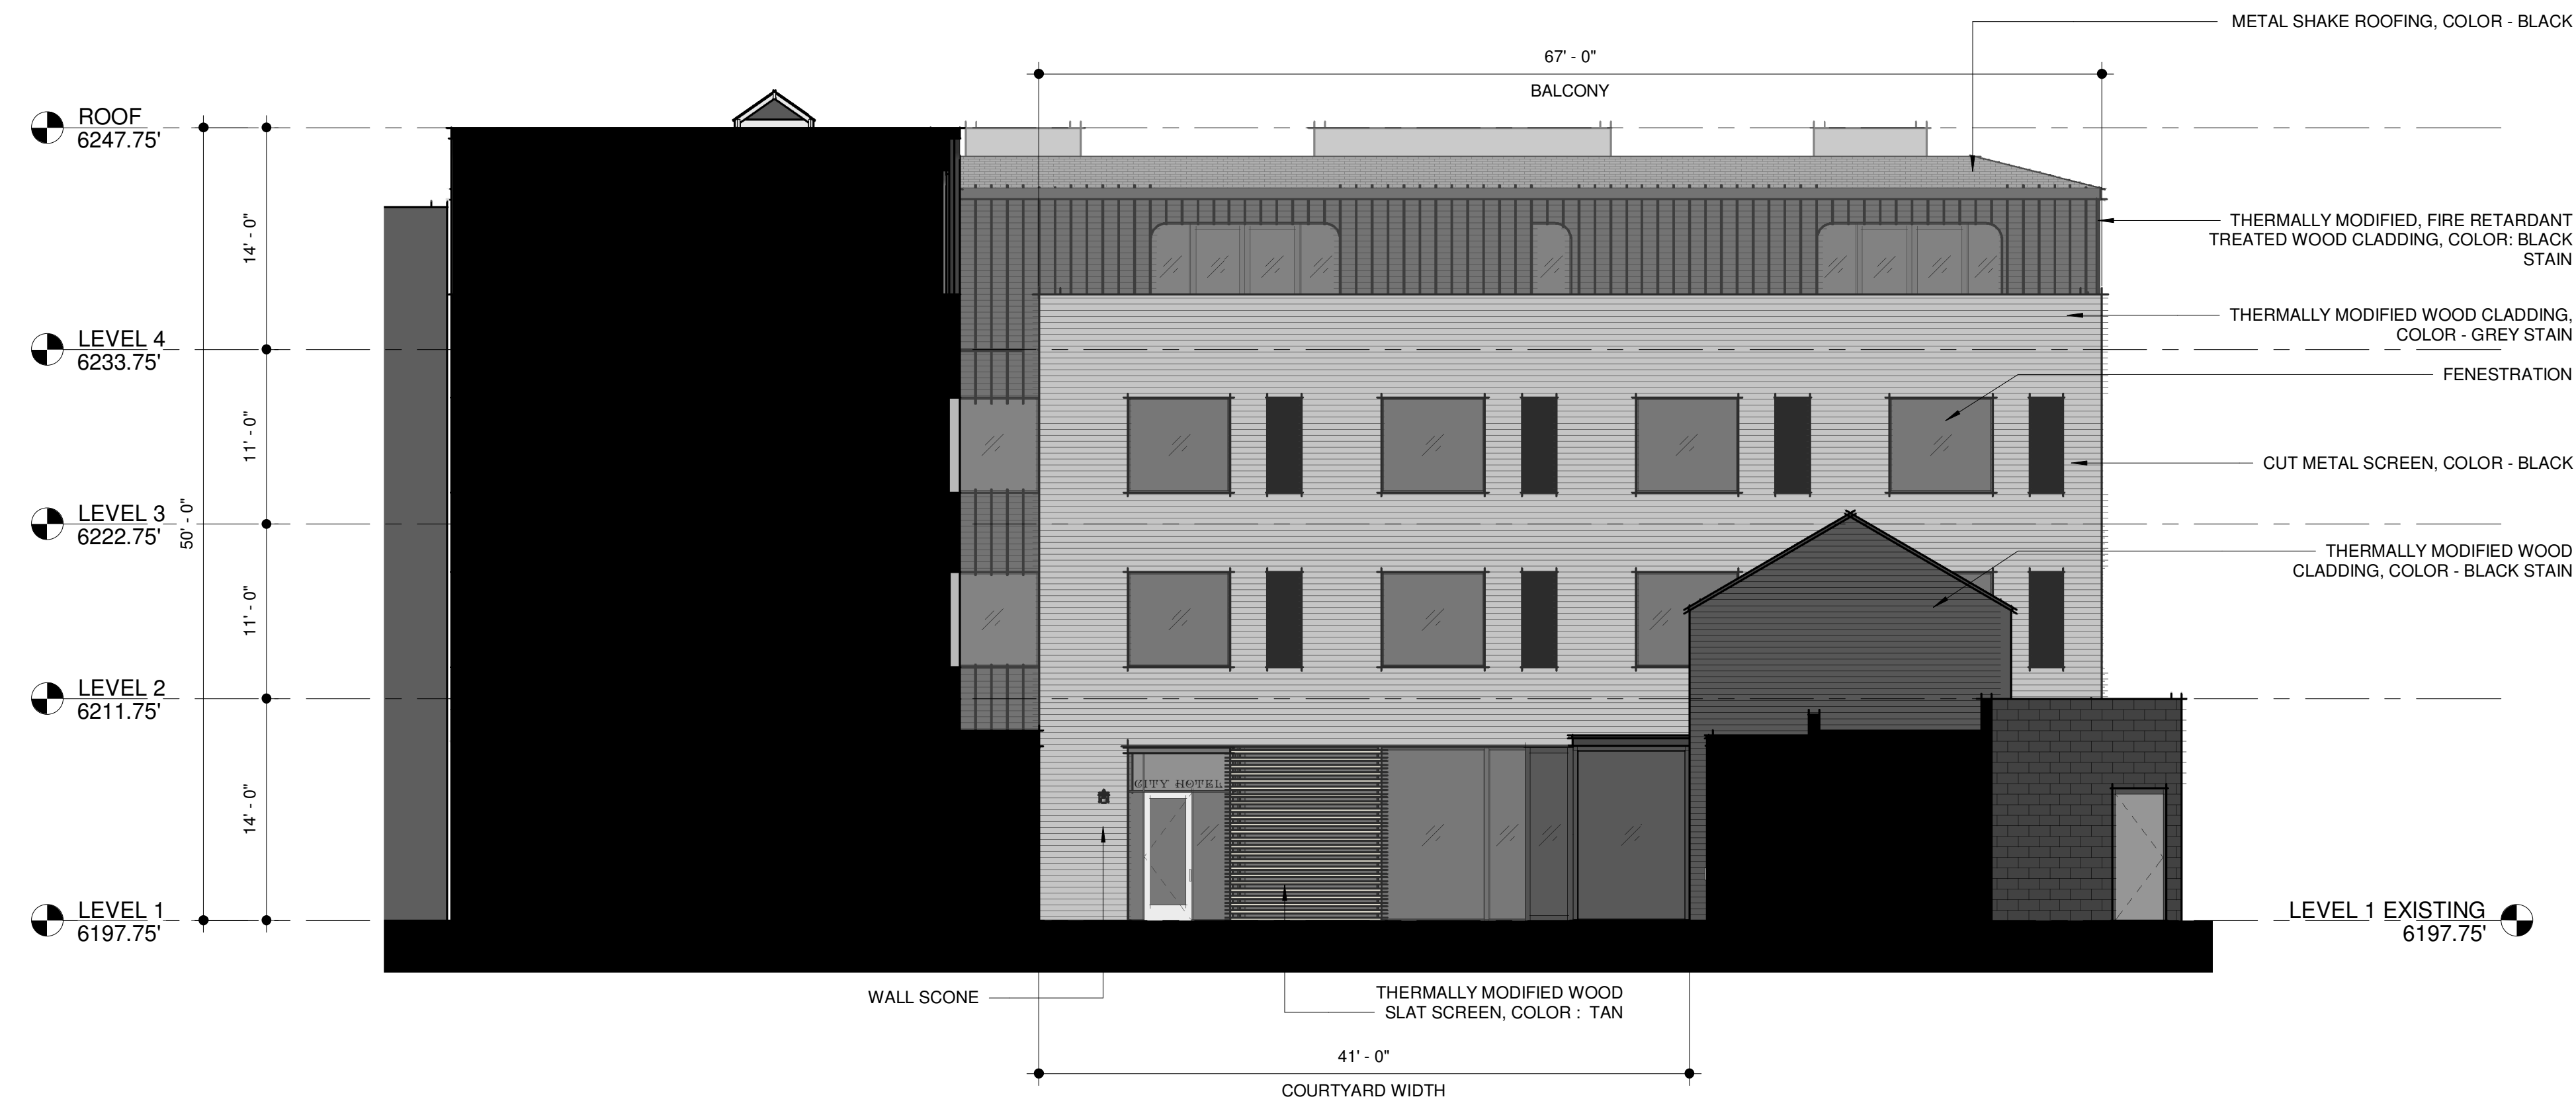 METAL SHAKE ROOFING, COLOR - BLACK
67' - 0"
BALCONY
ROOF
6247.75'
14' - 0"
THERMALLY MODIFIED, FIRE RETARDANT
TREATED WOOD CLADDING, COLOR: BLACK
STAIN
THERMALLY MODIFIED WOOD CLADDING,
COLOR - GREY STAIN
LEVEL 4
6233.75'
FENESTRATION
11' - 0"
CUT METAL SCREEN, COLOR - BLACK
LEVEL 3
6222.75'
50' - 0"
THERMALLY MODIFIED WOOD
CLADDING, COLOR - BLACK STAIN
11' - 0"
LEVEL 2
6211.75'
CITY HOTEL
14' - 0"
LEVEL 1
6197.75'
LEVEL 1 EXISTING
6197.75'
WALL SCONE
THERMALLY MODIFIED WOOD
SLAT SCREEN, COLOR : TAN
41' - 0"
COURTYARD WIDTH